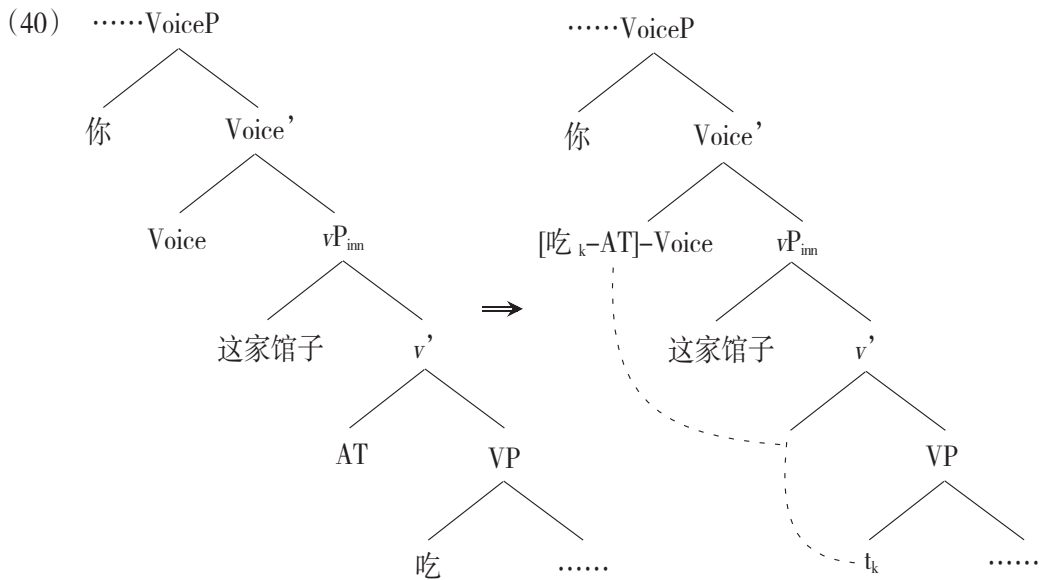 (40) ……VoiceP ……VoiceP
你 Voice’ 你 Voice’
Voice vPinn [吃k-AT]-Voice vPinn
这家馆子 v’ ⇒ 这家馆子 v’
AT VP VP
吃 …… tk ……